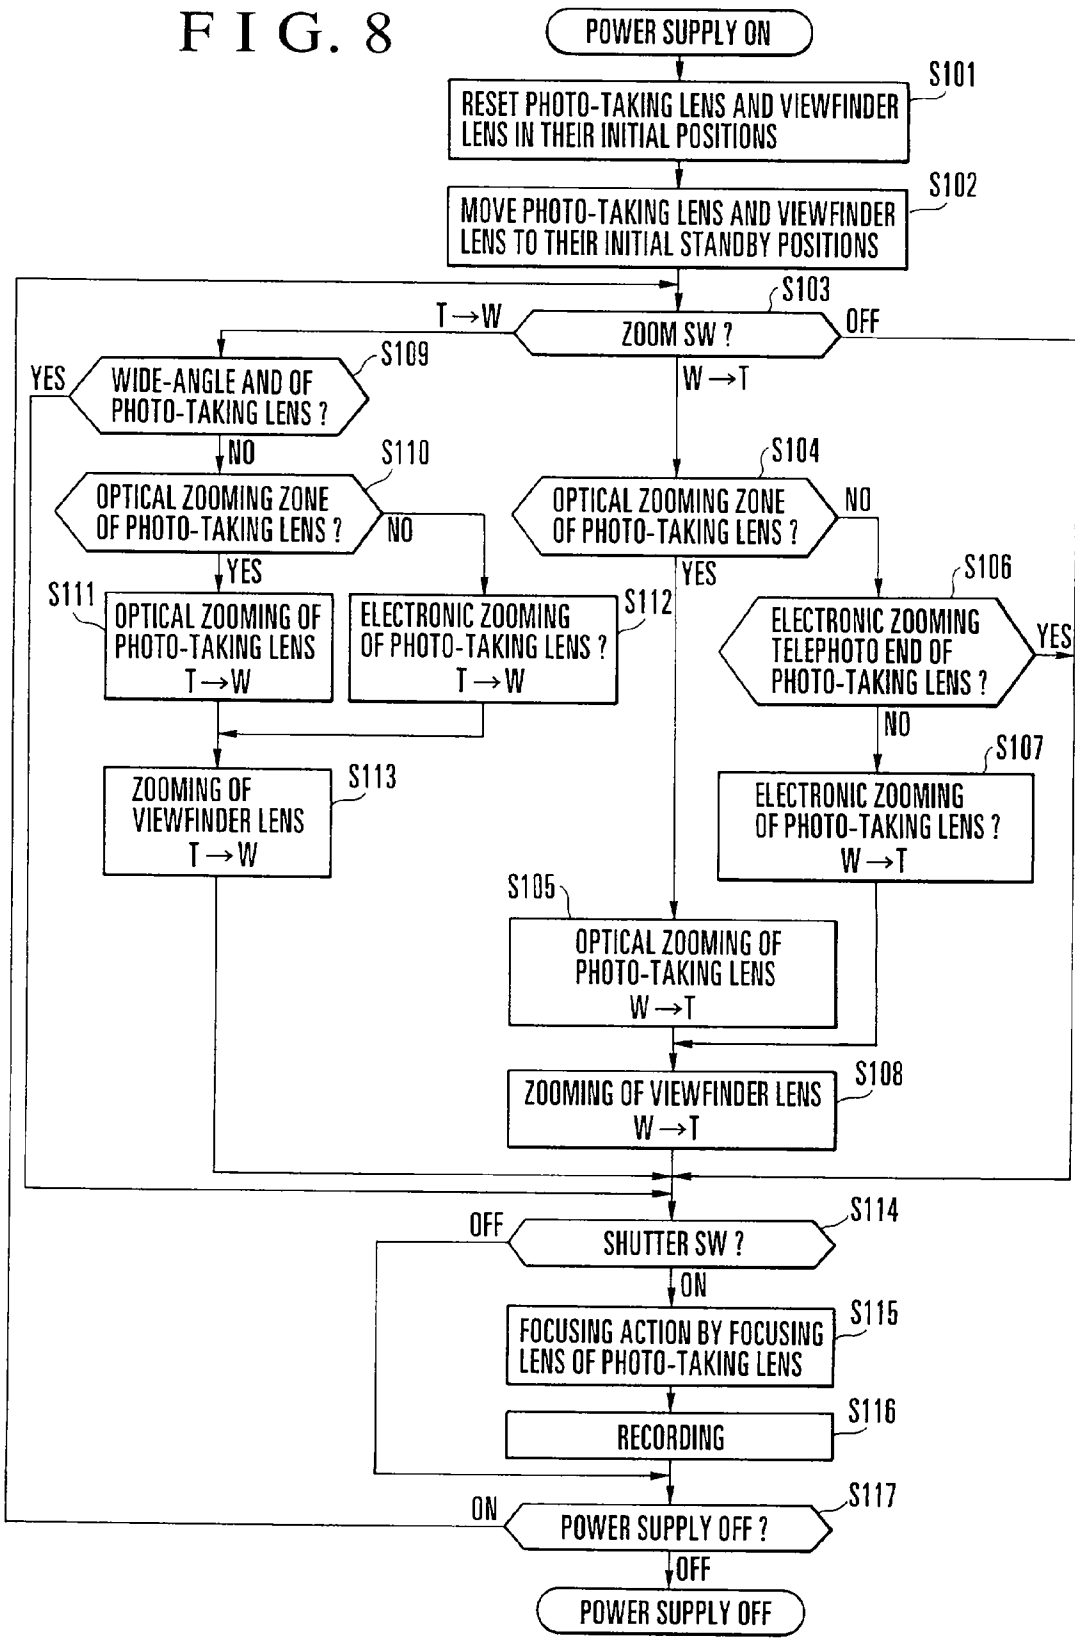 FIG. 8
POWER SUPPLY ON
S101
RESET PHOTO-TAKING LENS AND VIEWFINDER
LENS IN THEIR INITIAL POSITIONS
S102
MOVE PHOTO-TAKING LENS AND VIEWFINDER
LENS TO THEIR INITIAL STANDBY POSITIONS
S103
T→W
ZOOM SW ?
OFF
W→T
S109
YES
WIDE-ANGLE AND OF
PHOTO-TAKING LENS ?
NO
S110
OPTICAL ZOOMING ZONE
OF PHOTO-TAKING LENS ?
NO
YES
S104
OPTICAL ZOOMING ZONE
OF PHOTO-TAKING LENS ?
NO
YES
S111
OPTICAL ZOOMING OF
PHOTO-TAKING LENS
T→W
S112
ELECTRONIC ZOOMING
OF PHOTO-TAKING LENS ?
T→W
S106
ELECTRONIC ZOOMING
TELEPHOTO END OF
PHOTO-TAKING LENS ?
YES
NO
S113
ZOOMING OF
VIEWFINDER LENS
T→W
S107
ELECTRONIC ZOOMING
OF PHOTO-TAKING LENS ?
W→T
S105
OPTICAL ZOOMING OF
PHOTO-TAKING LENS
W→T
S108
ZOOMING OF VIEWFINDER LENS
W→T
S114
OFF
SHUTTER SW ?
ON
S115
FOCUSING ACTION BY FOCUSING
LENS OF PHOTO-TAKING LENS
S116
RECORDING
S117
ON
POWER SUPPLY OFF ?
OFF
POWER SUPPLY OFF